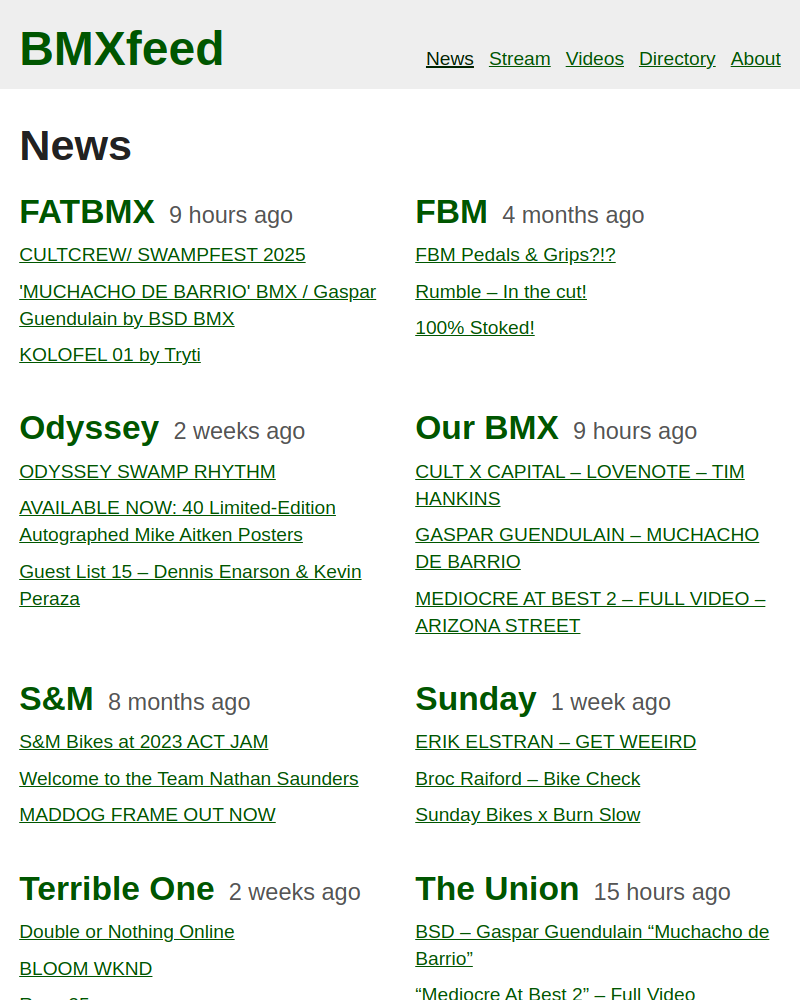 BMXfeed
News Stream Videos Directory About
News
FATBMX 9 hours ago
CULTCREW/ SWAMPFEST 2025
'MUCHACHO DE BARRIO' BMX / Gaspar
Guendulain by BSD BMX
KOLOFEL 01 by Tryti
FBM 4 months ago
FBM Pedals & Grips?!?
Rumble – In the cut!
100% Stoked!
Odyssey 2 weeks ago
ODYSSEY SWAMP RHYTHM
AVAILABLE NOW: 40 Limited-Edition
Autographed Mike Aitken Posters
Guest List 15 – Dennis Enarson & Kevin
Peraza
Our BMX 9 hours ago
CULT X CAPITAL – LOVENOTE – TIM
HANKINS
GASPAR GUENDULAIN – MUCHACHO
DE BARRIO
MEDIOCRE AT BEST 2 – FULL VIDEO –
ARIZONA STREET
S&M 8 months ago
S&M Bikes at 2023 ACT JAM
Welcome to the Team Nathan Saunders
MADDOG FRAME OUT NOW
Sunday 1 week ago
ERIK ELSTRAN – GET WEEIRD
Broc Raiford – Bike Check
Sunday Bikes x Burn Slow
Terrible One 2 weeks ago
Double or Nothing Online
BLOOM WKND
The Union 15 hours ago
BSD – Gaspar Guendulain “Muchacho de
Barrio”
“Mediocre At Best 2” – Full Video